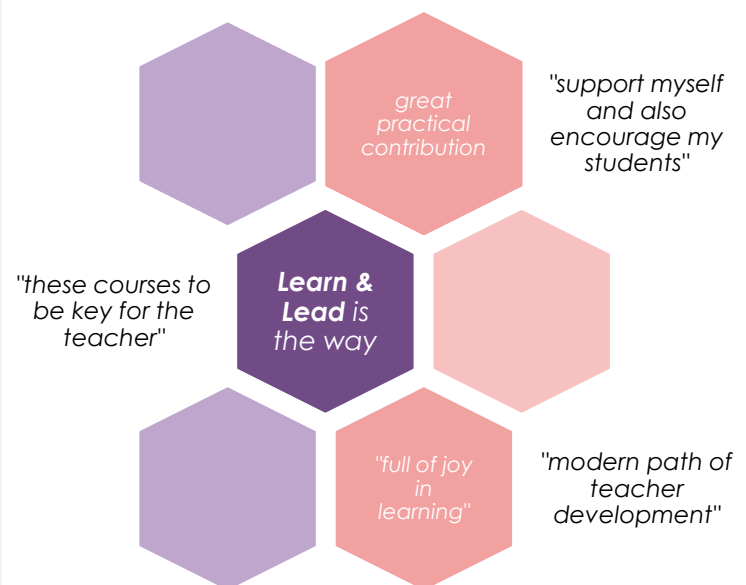 great
practical
contribution
"support myself
and also
encourage my
students"
"these courses to
be key for the
teacher"
Learn &
Lead is
the way
"full of joy
in
learning"
"modern path of
teacher
development"